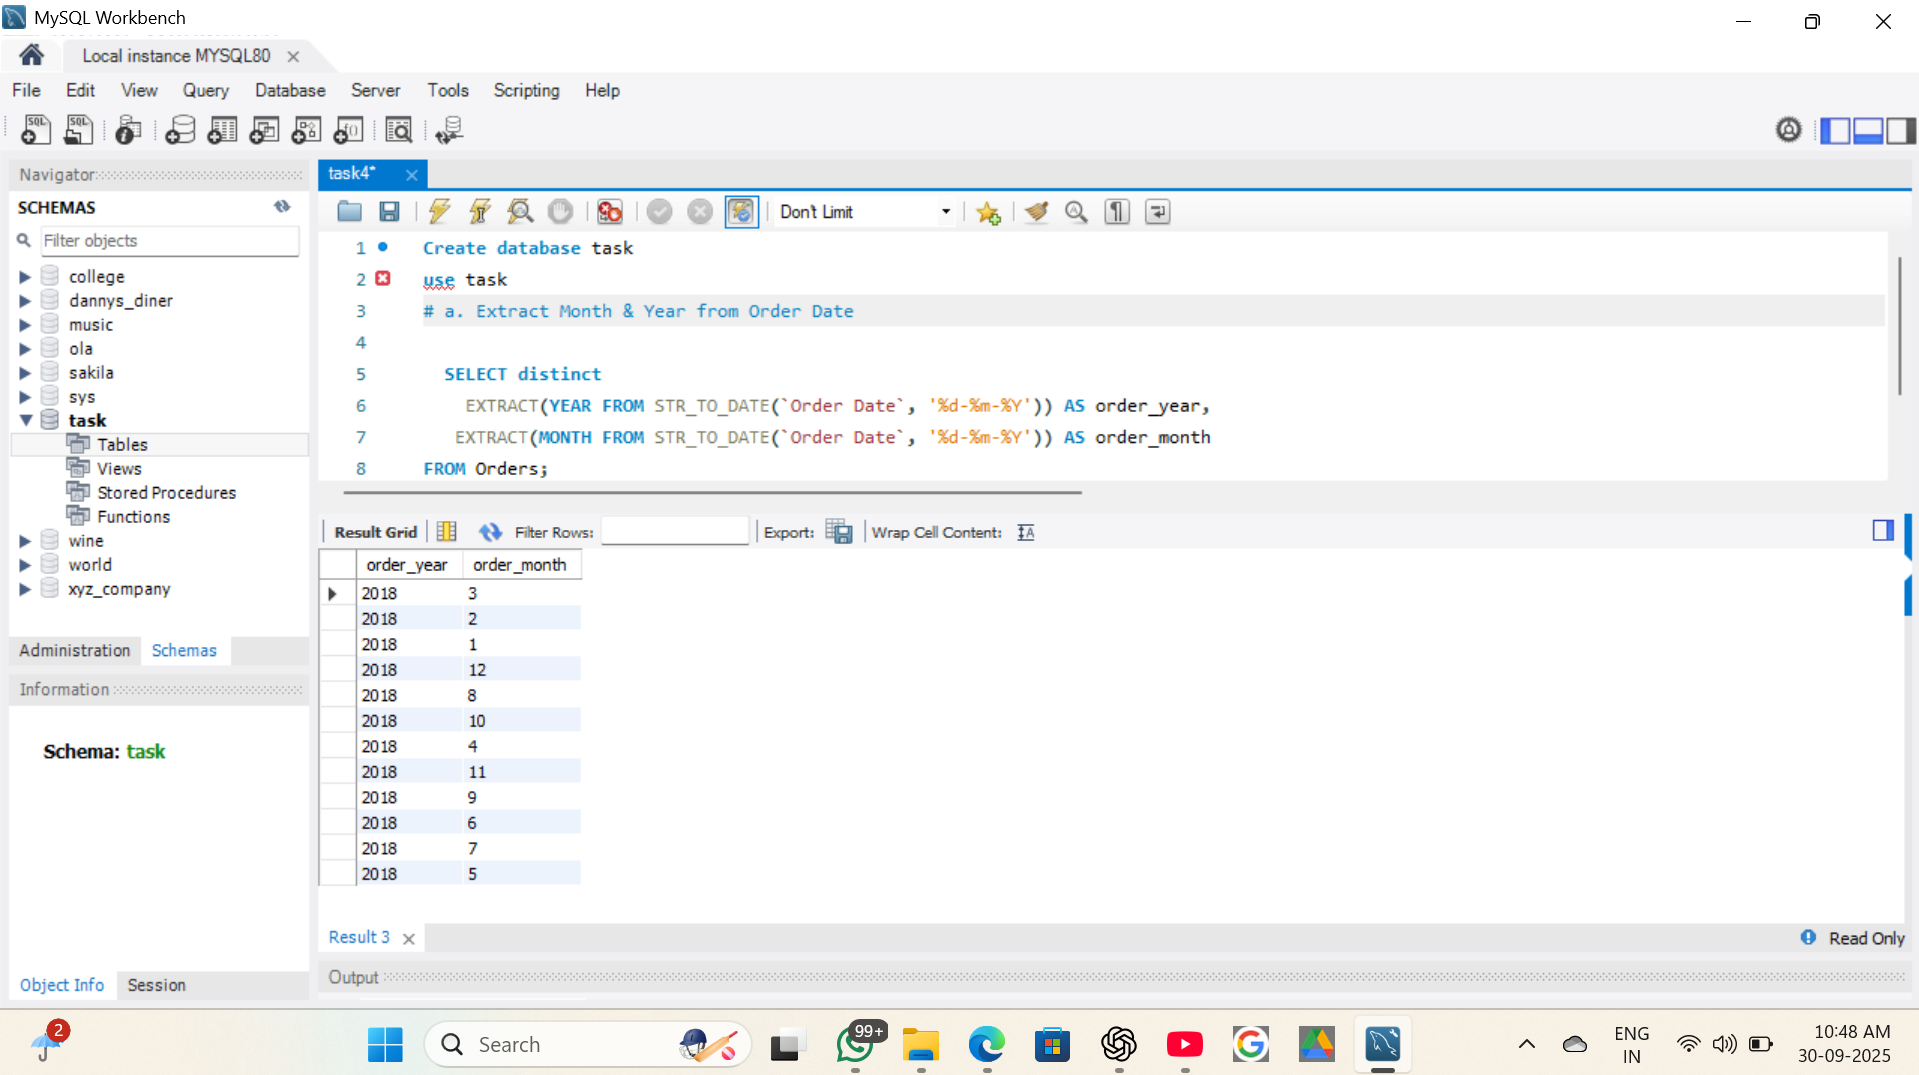 MySQL Workbench
Local instance MYSQL80
File Edit View Query Database Server Tools Scripting Help
Navigator
SCHEMAS
Filter objects
college
dannys_diner
music
ola
sakila
sys
task
Tables
Views
Stored Procedures
Functions
wine
world
xyz_company
Administration Schemas
Information
Schema: task
Object Info Session
task4*
Don't Limit
1 Create database task
2 use task
3 # a. Extract Month & Year from Order Date
4
5 SELECT distinct
6 EXTRACT(YEAR FROM STR_TO_DATE(`Order Date`, '%d-%m-%Y')) AS order_year,
7 EXTRACT(MONTH FROM STR_TO_DATE(`Order Date`, '%d-%m-%Y')) AS order_month
8 FROM Orders;
Result Grid Filter Rows: Export: Wrap Cell Content:
order_year order_month
2018 3
2018 2
2018 1
2018 12
2018 8
2018 10
2018 4
2018 11
2018 9
2018 6
2018 7
2018 5
Result 3
Read Only
Output
2
Search
99+
ENG
IN
10:48 AM
30-09-2025